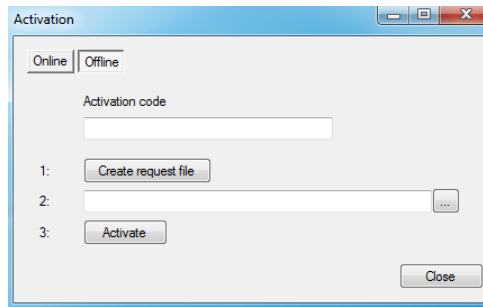 Activation
Online Offline
Activation code
1: Create request file
2: ...
3: Activate
Close